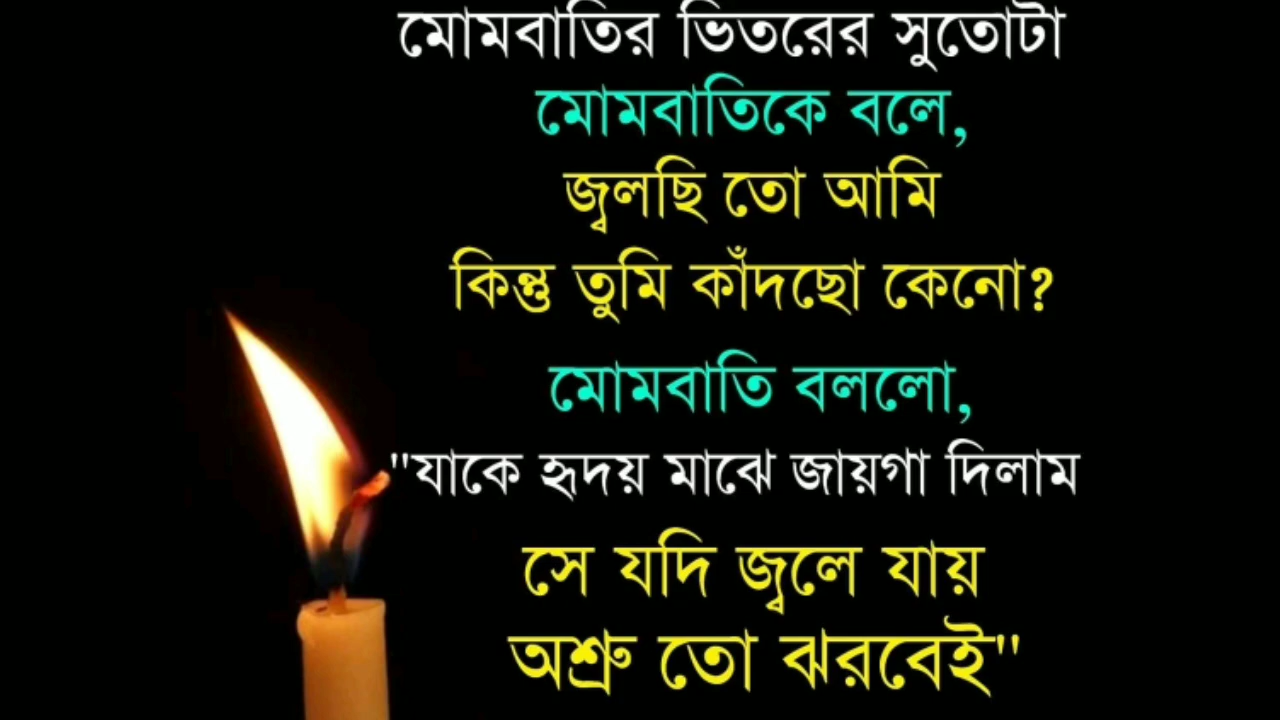 মোমবাতির ভিতরের সুতোটা
মোমবাতিকে বলে,
জ্বলছি তো আমি
কিন্তু তুমি কাঁদছো কেনো?
মোমবাতি বললো,
"যাকে হৃদয় মাঝে জায়গা দিলাম
সে যদি জ্বলে যায়
অশ্রু তো ঝরবেই"